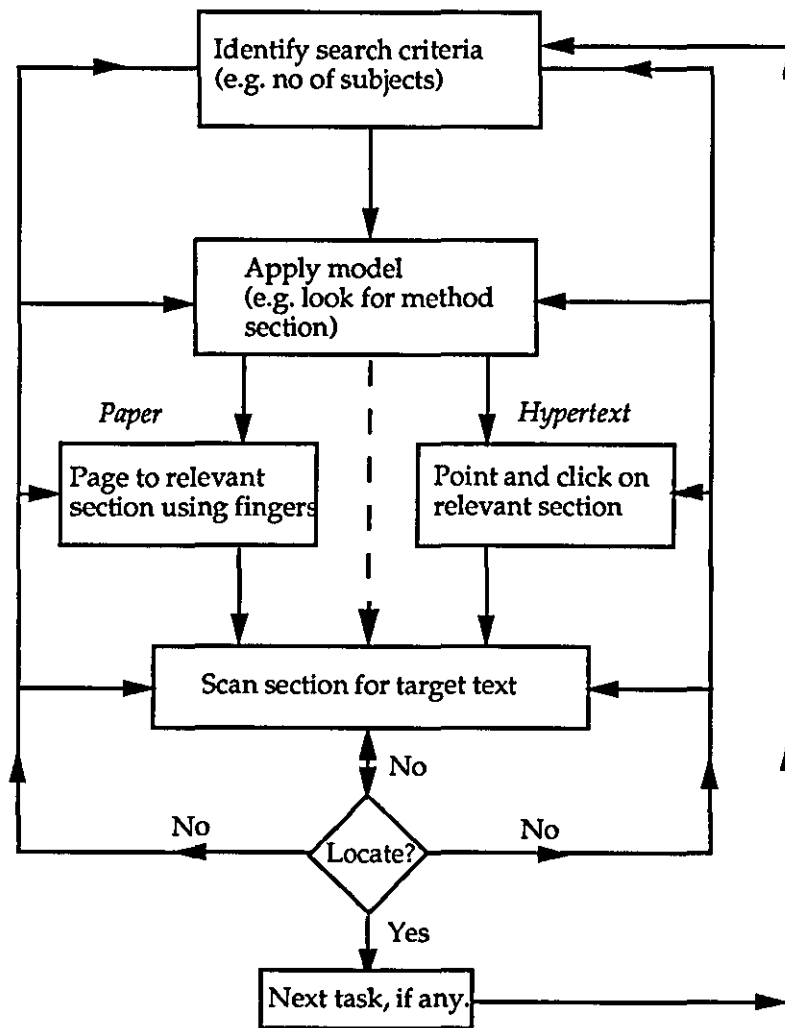 Identify search criteria
(e.g. no of subjects)
Apply model
(e.g. look for method
section)
Paper
Hypertext
Page to relevant
section using fingers
Point and click on
relevant section
Scan section for target text
No
No
No
Locate?
Yes
Next task, if any.